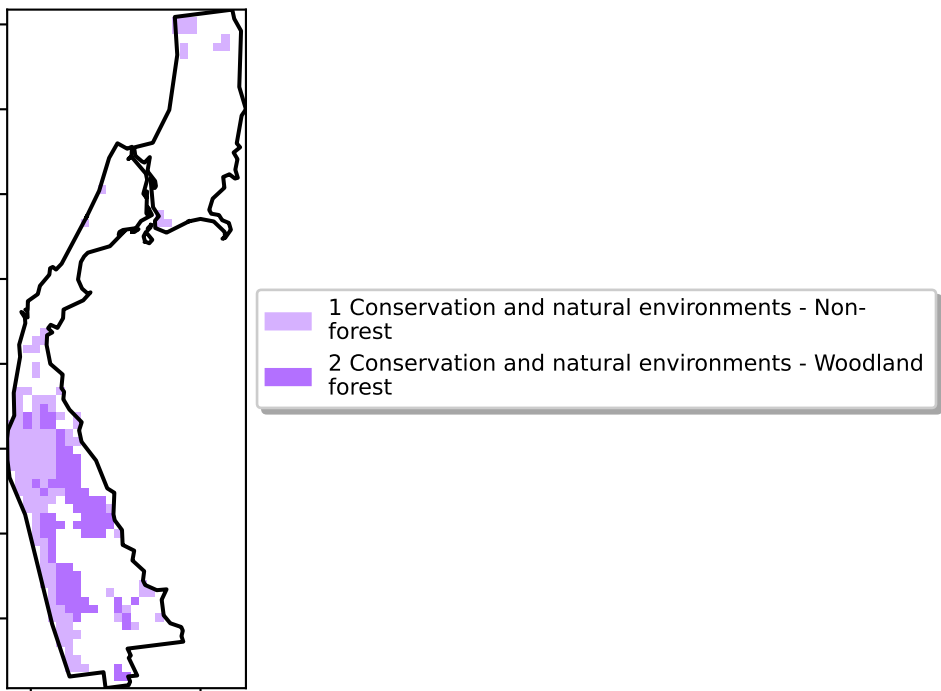 1 Conservation and natural environments - Non-
forest
2 Conservation and natural environments - Woodland
forest